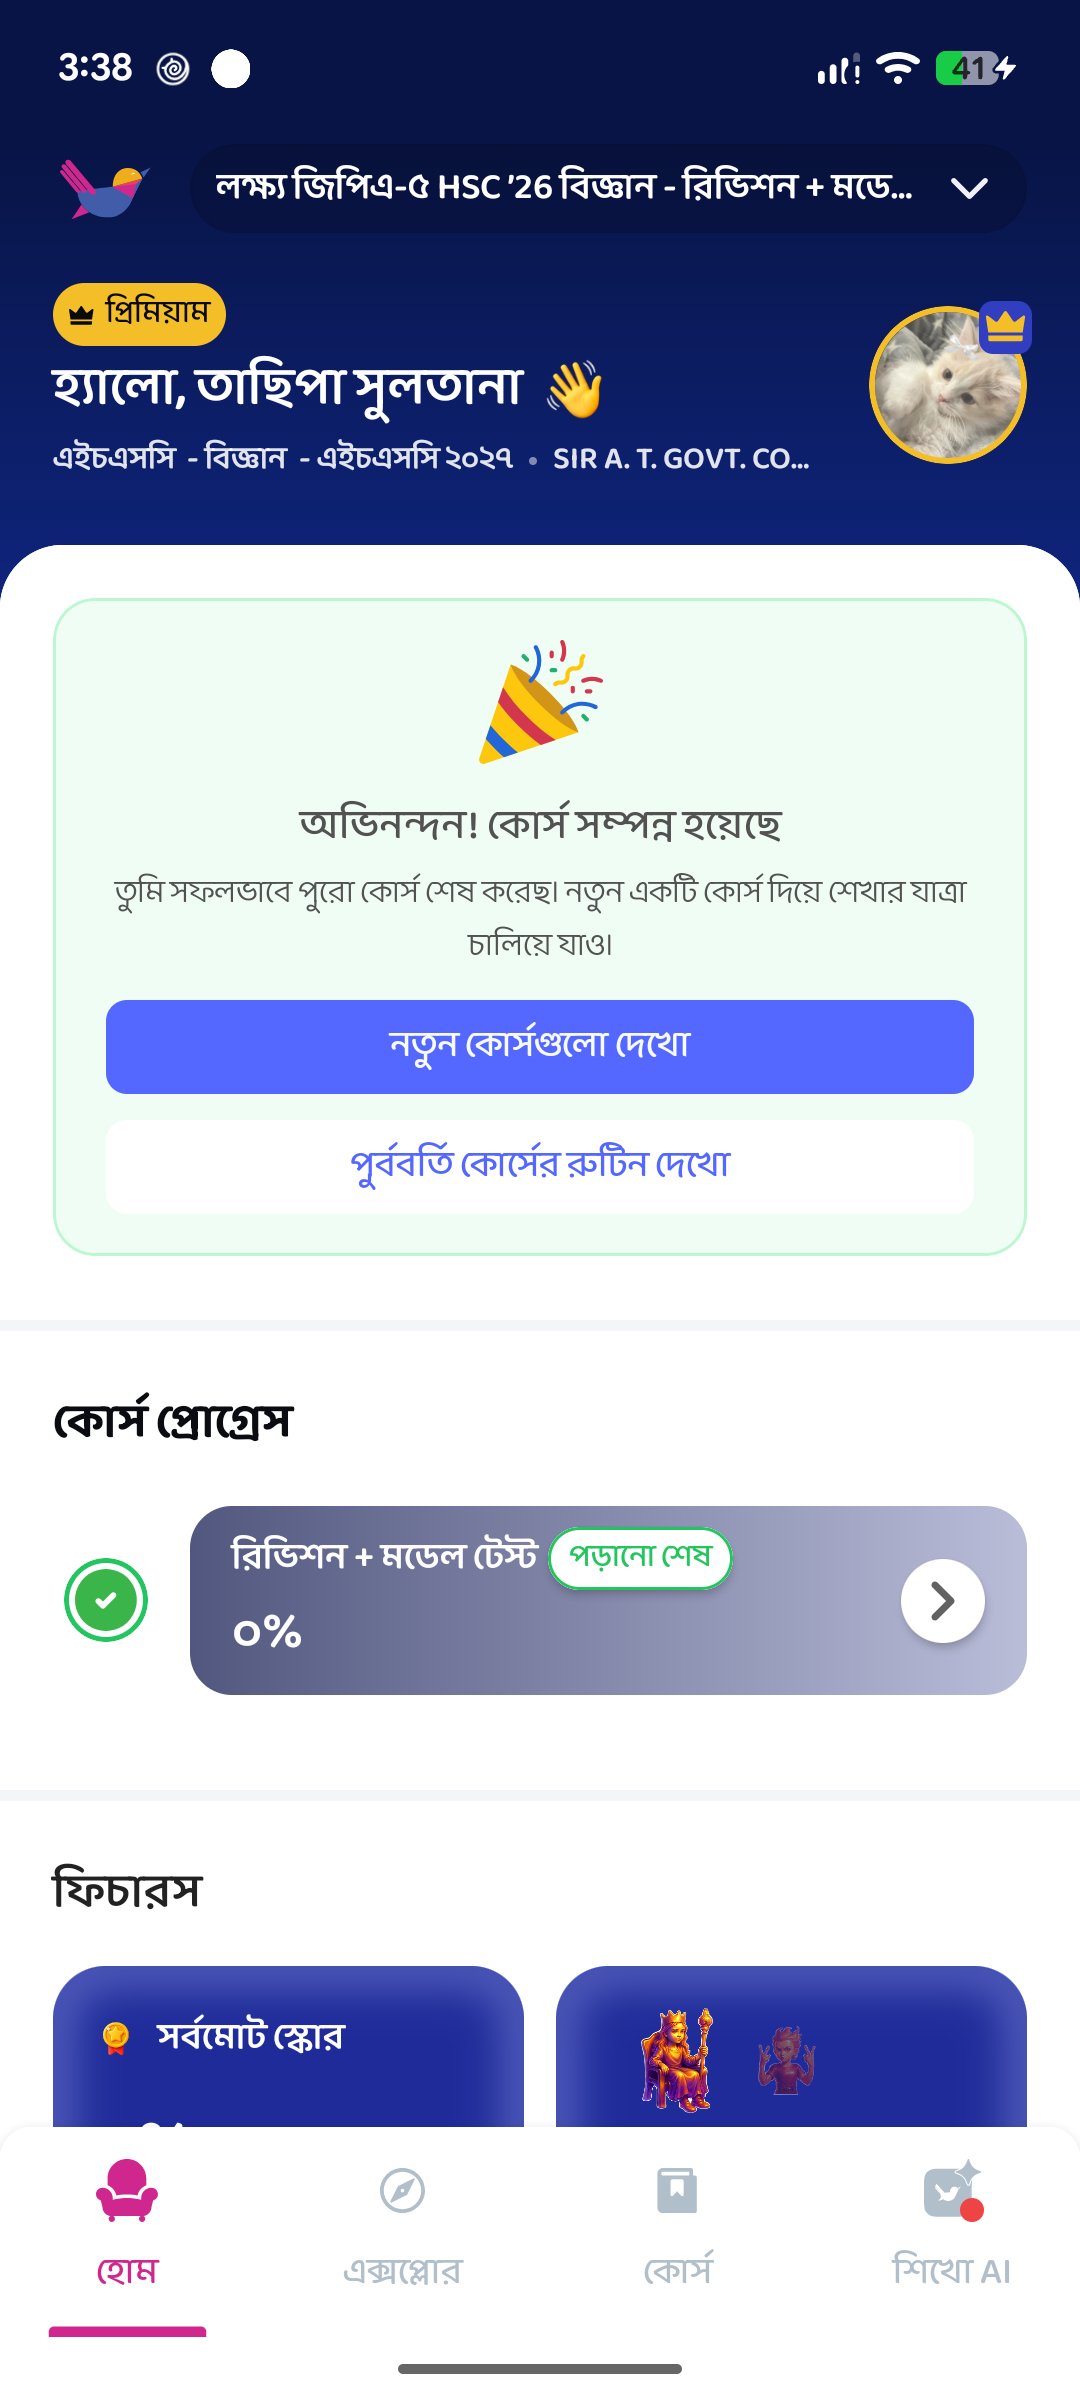 3:38
41
লক্ষ্য জিপিএ-৫ HSC ’26 বিজ্ঞান - রিভিশন + মডে...
প্রিমিয়াম
হ্যালো, তাছিপা সুলতানা 👋
এইচএসসি - বিজ্ঞান - এইচএসসি ২০২৭ • SIR A. T. GOVT. CO...
অভিনন্দন! কোর্স সম্পন্ন হয়েছে
তুমি সফলভাবে পুরো কোর্স শেষ করেছ। নতুন একটি কোর্স দিয়ে শেখার যাত্রা
চালিয়ে যাও।
নতুন কোর্সগুলো দেখো
পুর্ববর্তি কোর্সের রুটিন দেখো
কোর্স প্রোগ্রেস
রিভিশন + মডেল টেস্ট পড়ানো শেষ
০%
ফিচারস
সর্বমোট স্কোর
হোম
এক্সপ্লোর
কোর্স
শিখো AI